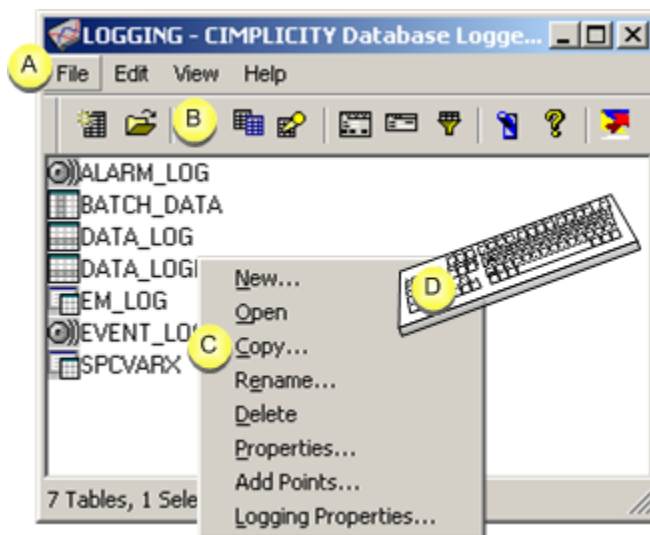 LOGGING - CIMPLICITY Database Logge...
A
File Edit View Help
B
ALARM_LOG
BATCH_DATA
DATA_LOG
DATA_LOG
EM_LOG
EVENT_LO
SPCVARX
D
C
New...
Open
Copy...
Rename...
Delete
Properties...
Add Points...
Logging Properties...
7 Tables, 1 Sele